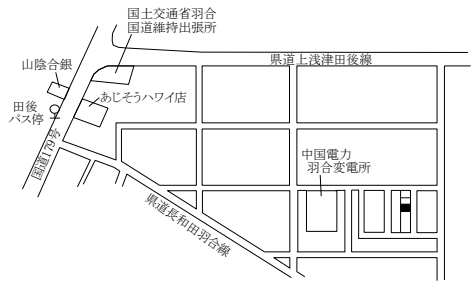 国土交通省羽合
国道維持出張所
山陰合銀
県道上浅津田後線
あじそうハワイ店
田後
バス停
国道179号
中国電力
羽合変電所
県道長和田羽合線